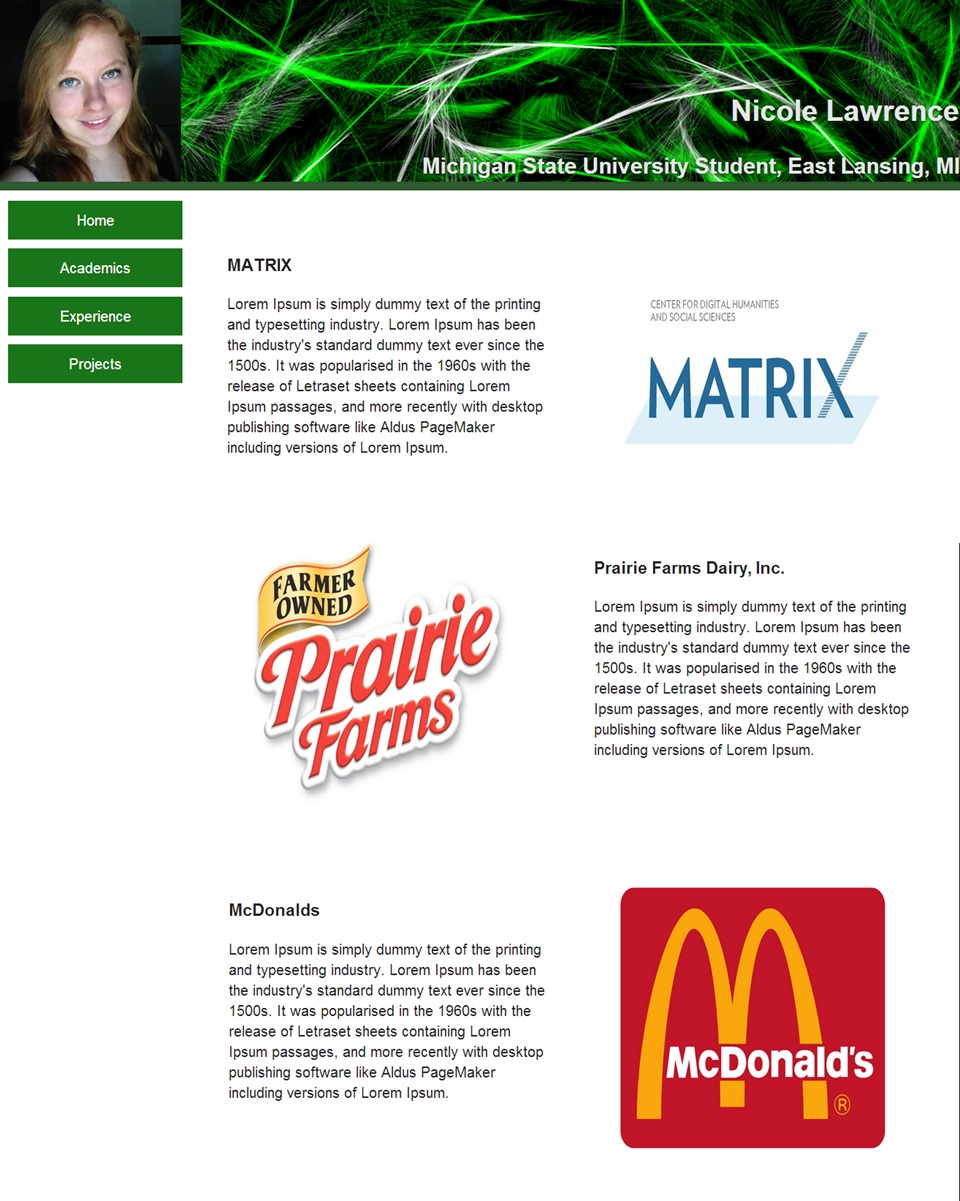 Nicole Lawrence
Michigan State University Student, East Lansing, MI
Home
Academics
Experience
Projects
MATRIX
Lorem Ipsum is simply dummy text of the printing
and typesetting industry. Lorem Ipsum has been
the industry's standard dummy text ever since the
1500s. It was popularised in the 1960s with the
release of Letraset sheets containing Lorem
Ipsum passages, and more recently with desktop
publishing software like Aldus PageMaker
including versions of Lorem Ipsum.
CENTER FOR DIGITAL HUMANITIES
AND SOCIAL SCIENCES
MATRIX
FARMER
OWNED
Prairie
Farms
Prairie Farms Dairy, Inc.
Lorem Ipsum is simply dummy text of the printing
and typesetting industry. Lorem Ipsum has been
the industry's standard dummy text ever since the
1500s. It was popularised in the 1960s with the
release of Letraset sheets containing Lorem
Ipsum passages, and more recently with desktop
publishing software like Aldus PageMaker
including versions of Lorem Ipsum.
McDonalds
Lorem Ipsum is simply dummy text of the printing
and typesetting industry. Lorem Ipsum has been
the industry's standard dummy text ever since the
1500s. It was popularised in the 1960s with the
release of Letraset sheets containing Lorem
Ipsum passages, and more recently with desktop
publishing software like Aldus PageMaker
including versions of Lorem Ipsum.
McDonald's
®